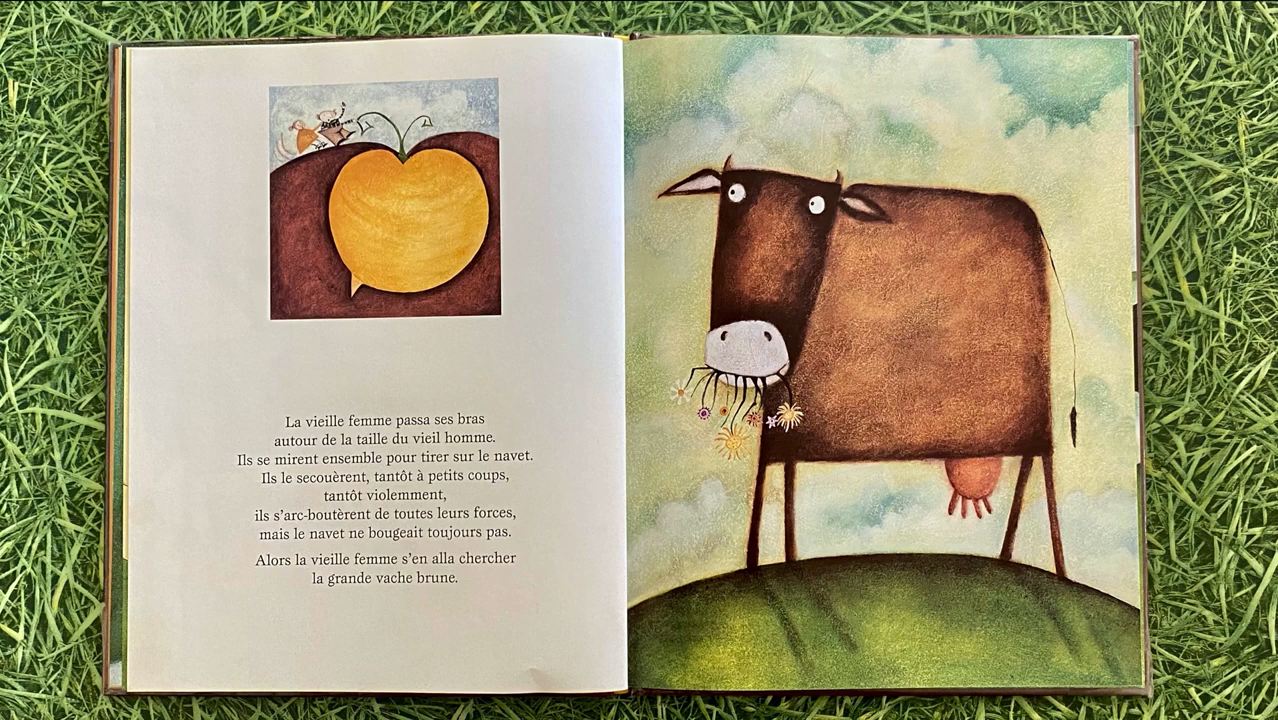 La vieille femme passa ses bras
autour de la taille du vieil homme.
Ils se mirent ensemble pour tirer sur le navet.
Ils le secouèrent, tantôt à petits coups,
tantôt violemment,
ils s’arc-boutèrent de toutes leurs forces,
mais le navet ne bougeait toujours pas.
Alors la vieille femme s’en alla chercher
la grande vache brune.